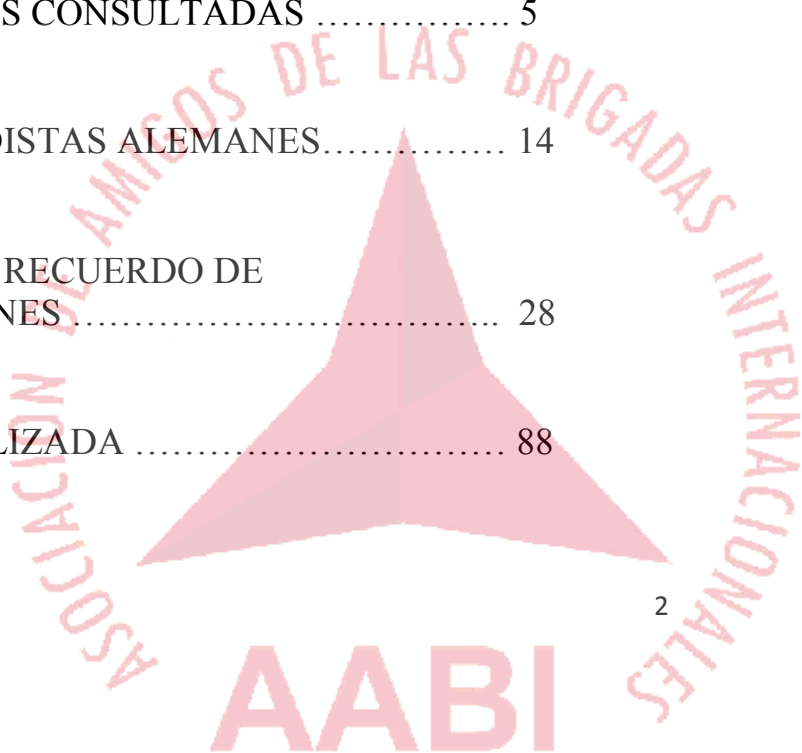 S CONSULTADAS ……………. 5
DISTAS ALEMANES…………… 14
RECUERDO DE
NES ……………………………. 28
LIZADA ………………………… 88
2
ASOCIACION DE AMIGOS DE LAS BRIGADAS INTERNACIONALES
AABI